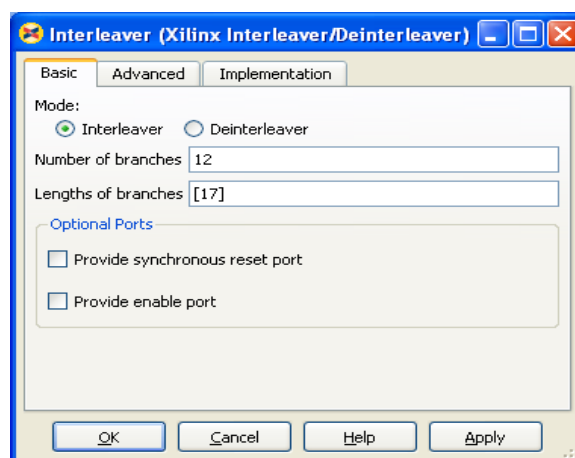 Interleaver (Xilinx Interleaver/Deinterleaver)
Basic Advanced Implementation
Mode:
Interleaver Deinterleaver
Number of branches 12
Lengths of branches [17]
Optional Ports
Provide synchronous reset port
Provide enable port
OK Cancel Help Apply